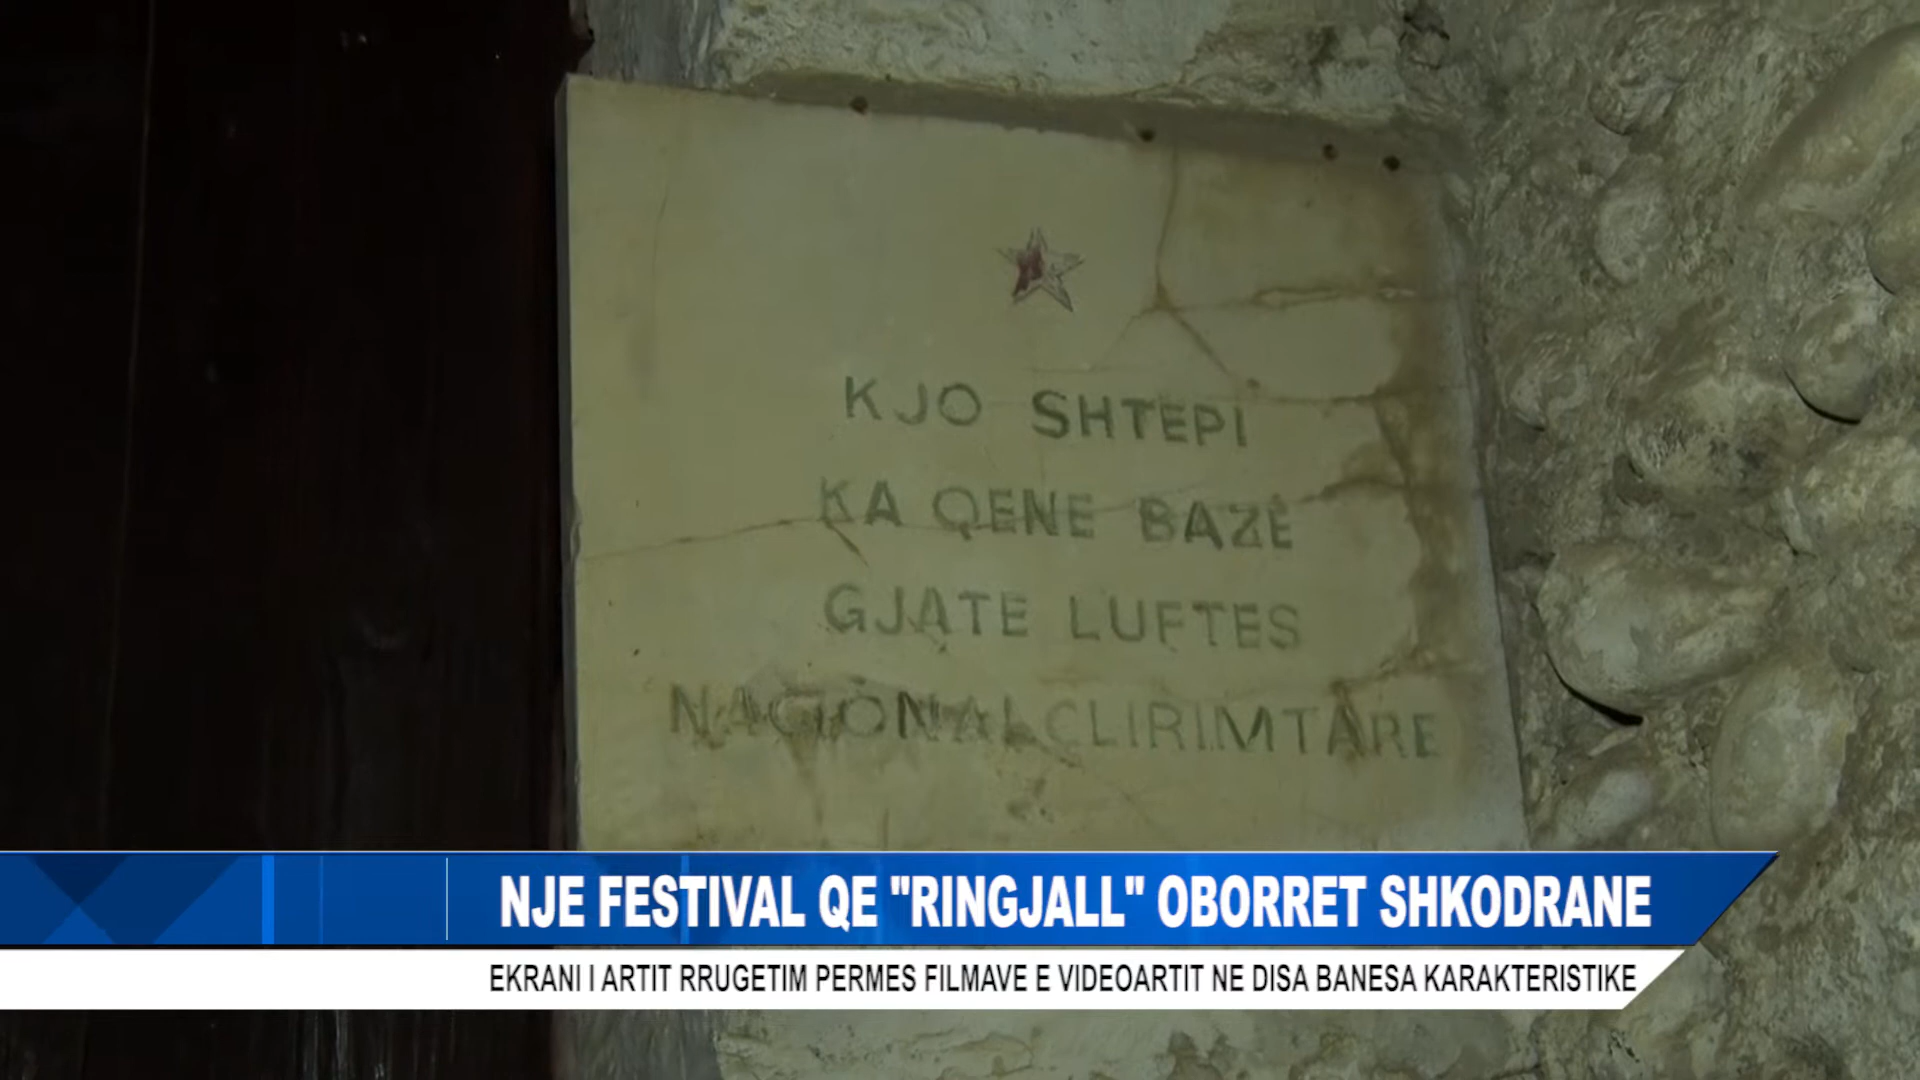 KJO SHTEPI
KA QENE BAZË
GJATE LUFTES
NACIONALCLIRIMTARE
NJE FESTIVAL QE "RINGJALL" OBORRET SHKODRANE
EKRANI I ARTIT RRUGETIM PERMES FILMAVE E VIDEOARTIT NE DISA BANESA KARAKTERISTIKE